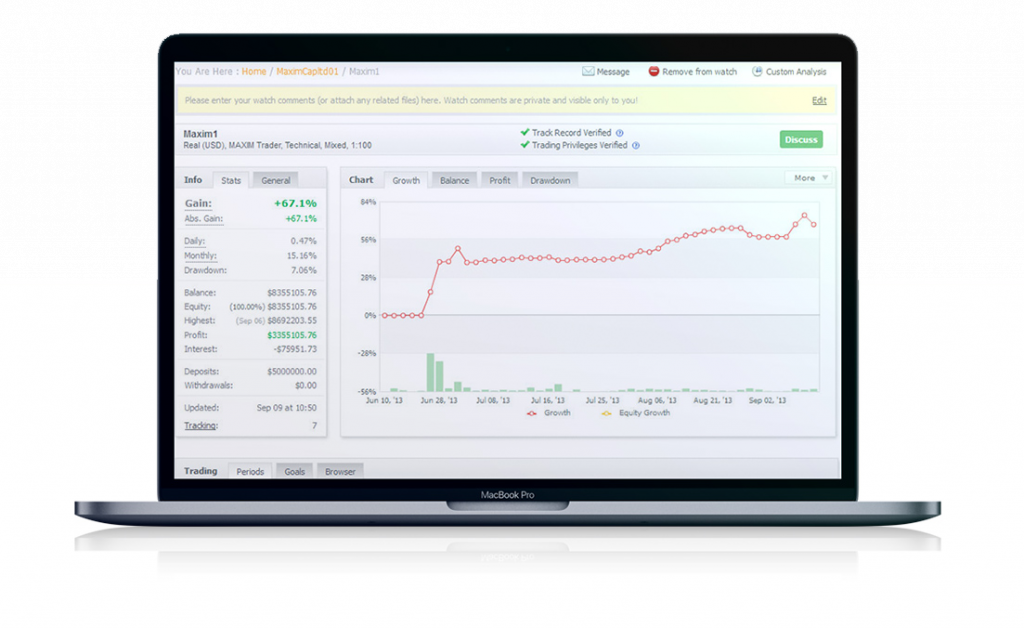 You Are Here : Home / MaximCapltd01 / Maxim1
Message Remove from watch Custom Analysis
Please enter your watch comments (or attach any related files) here. Watch comments are private and visible only to you!
Edit
Maxim1
Real (USD), MAXIM Trader, Technical, Mixed, 1:100
Track Record Verified
Trading Privileges Verified
Discuss
Info Stats General
Gain: +67.1%
Abs. Gain: +67.1%
Daily: 0.47%
Monthly: 15.16%
Drawdown: 7.06%
Balance: $8355105.76
Equity: (100.00%) $8355105.76
Highest: (Sep 06) $8692203.55
Profit: $3355105.76
Interest: -$75951.73
Deposits: $5000000.00
Withdrawals: $0.00
Updated: Sep 09 at 10:50
Tracking: 7
Chart Growth Balance Profit Drawdown
More
84%
56%
28%
0%
-28%
-56%
Jun 10, '13 Jun 28, '13 Jul 08, '13 Jul 16, '13 Jul 25, '13 Aug 06, '13 Aug 21, '13 Sep 02, '13
Growth Equity Growth
Trading Periods Goals Browser
MacBook Pro